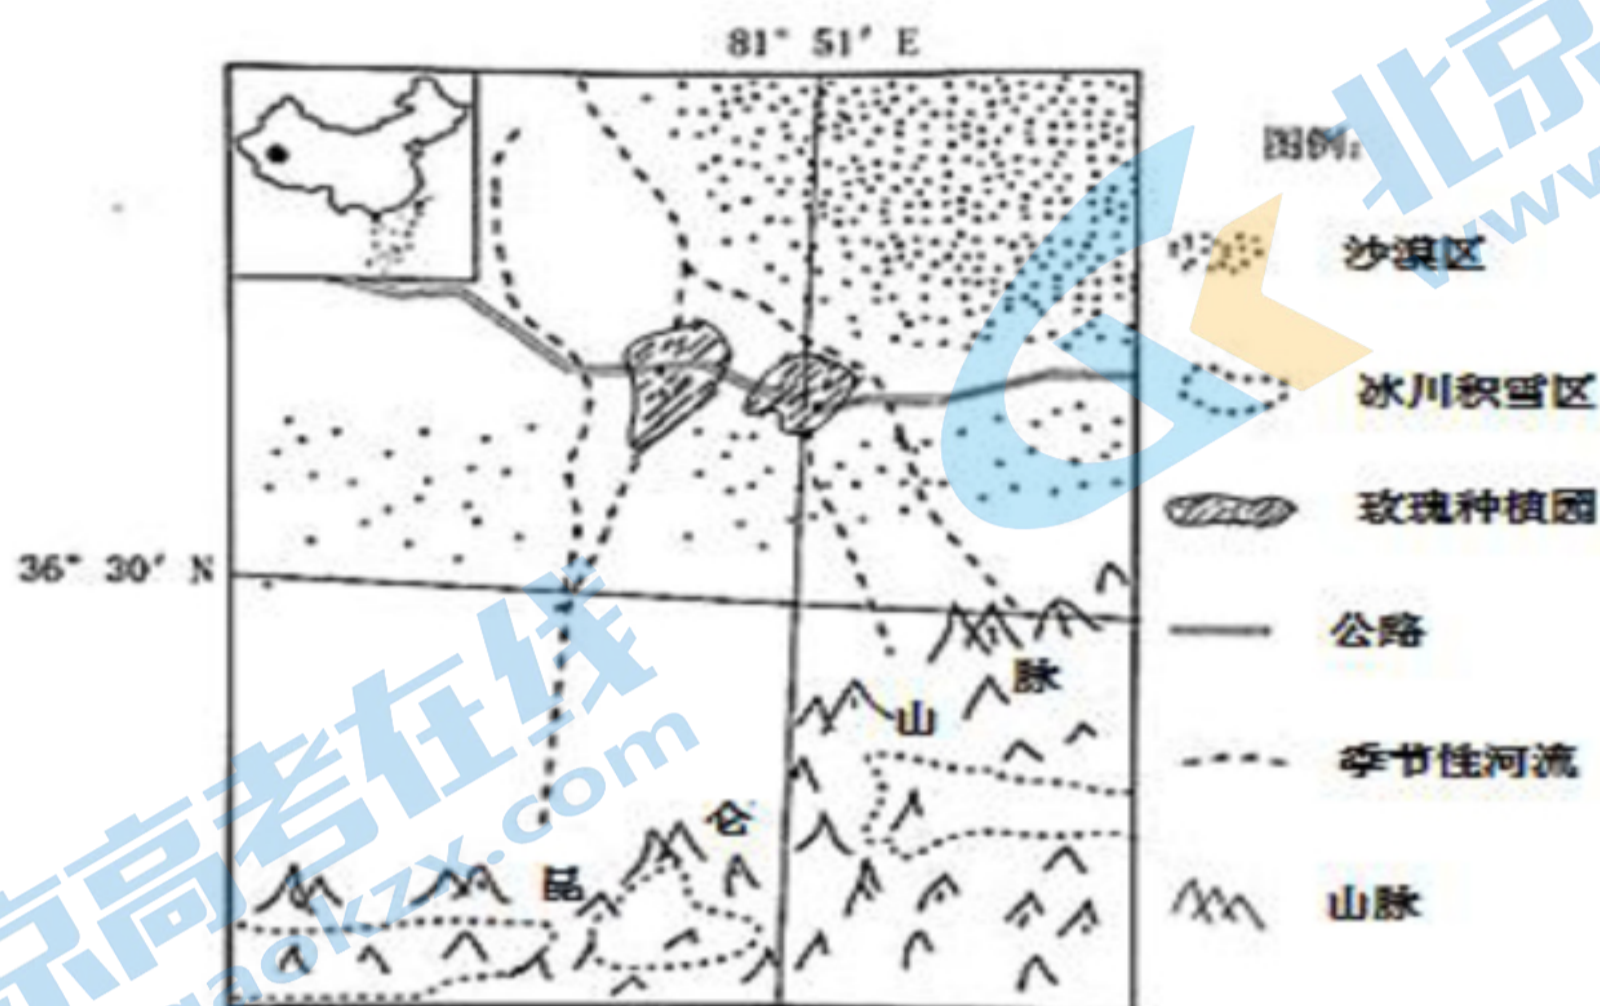 81° 51′ E
图例:
沙漠区
冰川积雪区
玫瑰种植园
36° 30′ N
公路
脉
山
季节性河流
仑
昆
山脉
北京
www
京高考在线
gaokzx.com